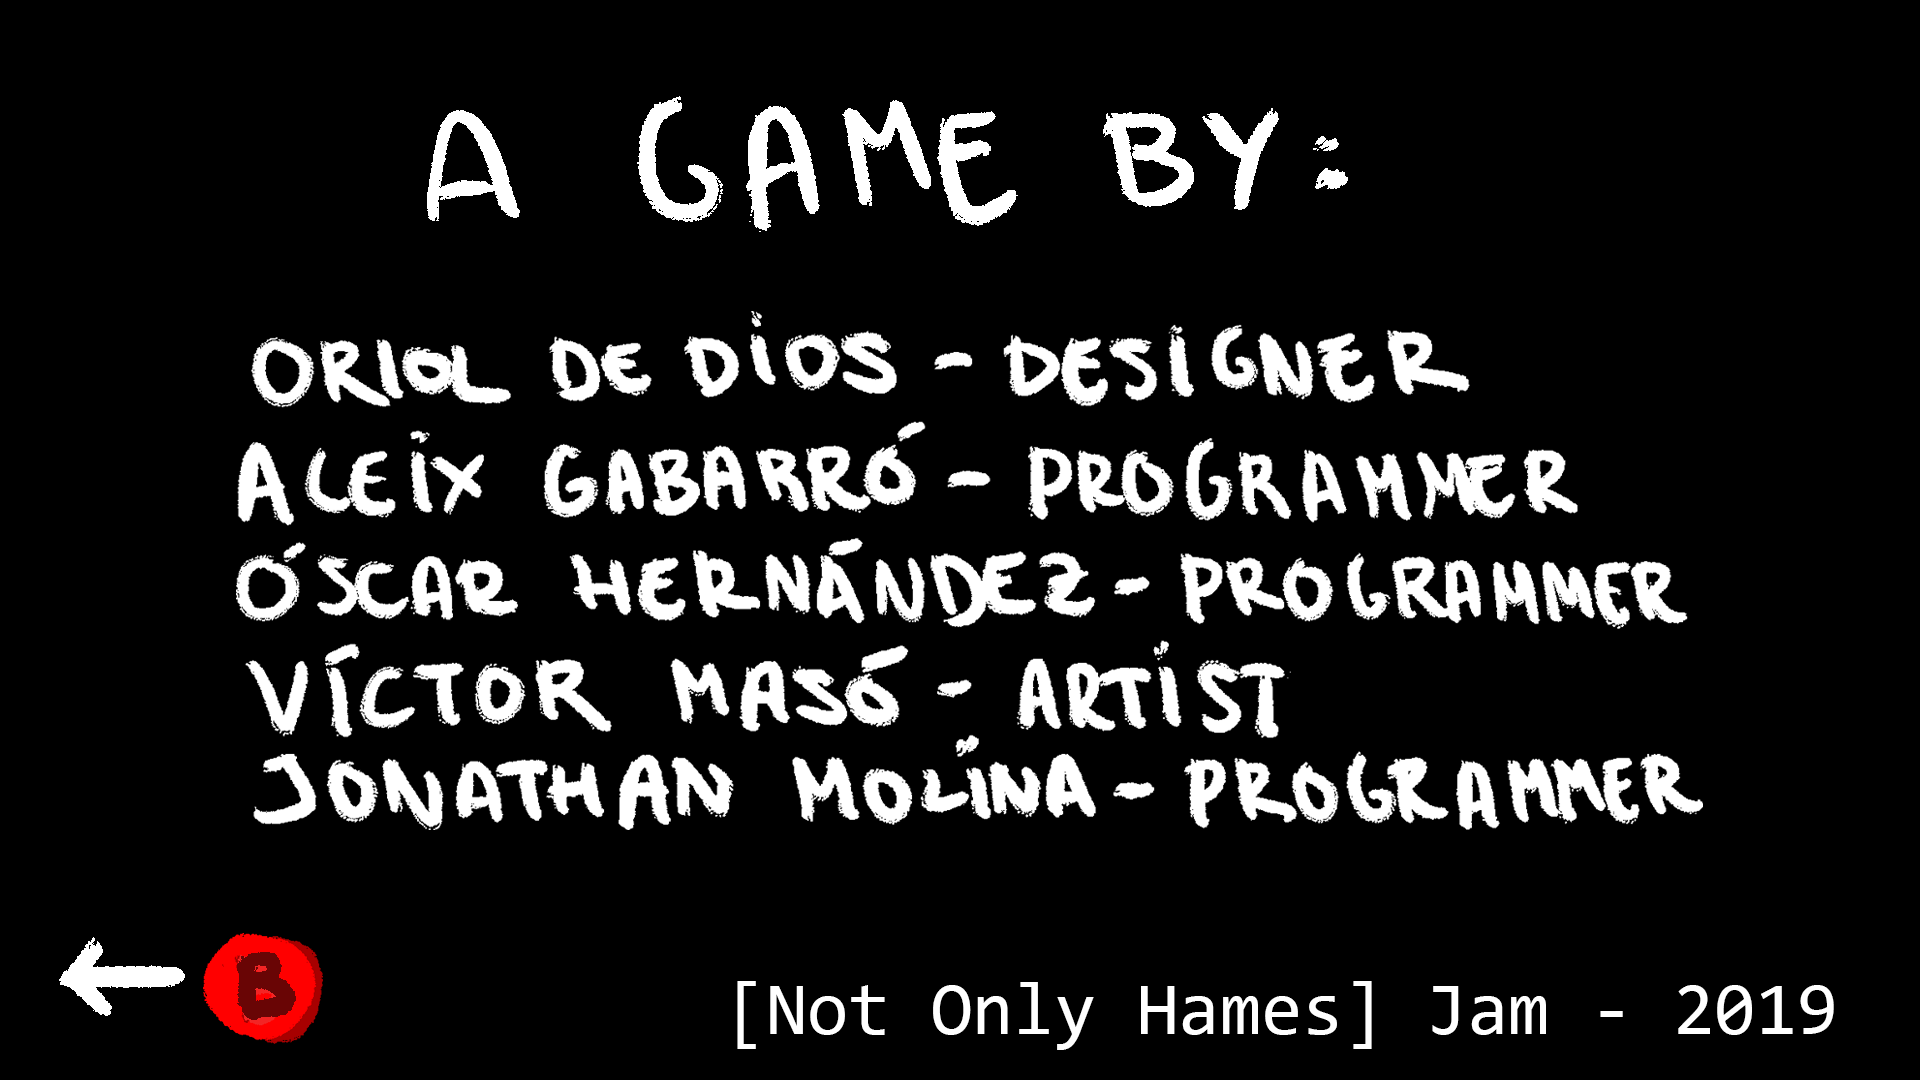 A GAME BY:
ORIOL DE DiOS - DESiGNER
ALEiX GABARRÓ - PROGRAMMER
ÓSCAR HERNÁNDEZ - PROGRAMMER
VÍCTOR MASÓ - ARTiST
JONATHAN MOLiNA - PROGRAMMER
B
[Not Only Hames] Jam - 2019